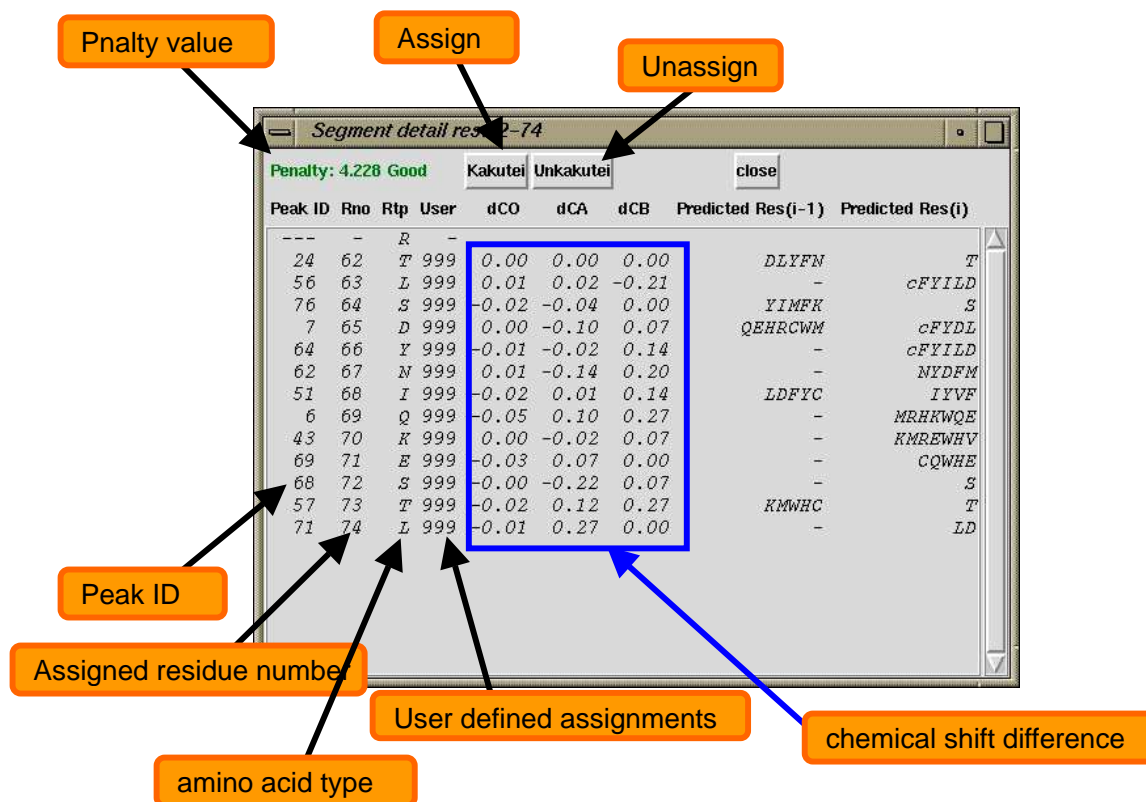 Pnalty value
Assign
Unassign
Segment detail res 2-74
Penalty: 4.228 Good Kakutei Unkakutei close
Peak ID Rno Rtp User dCO dCA dCB Predicted Res(i-1) Predicted Res(i)
--- - R -
24 62 T 999 0.00 0.00 0.00 DLYFN T
56 63 L 999 0.01 0.02 -0.21 - cFYILD
76 64 S 999 -0.02 -0.04 0.00 YIMFK S
7 65 D 999 0.00 -0.10 0.07 QEHRCWM cFYDL
64 66 Y 999 -0.01 -0.02 0.14 - cFYILD
62 67 N 999 0.01 -0.14 0.20 - NYDFM
51 68 I 999 -0.02 0.01 0.14 LDFYC IYVF
6 69 Q 999 -0.05 0.10 0.27 - MRHKWQE
43 70 K 999 0.00 -0.02 0.07 - KMREWHV
69 71 E 999 -0.03 0.07 0.00 - CQWHE
68 72 S 999 -0.00 -0.22 0.07 - S
57 73 T 999 -0.02 0.12 0.27 KMWHC T
71 74 L 999 -0.01 0.27 0.00 - LD
Peak ID
Assigned residue number
User defined assignments
chemical shift difference
amino acid type